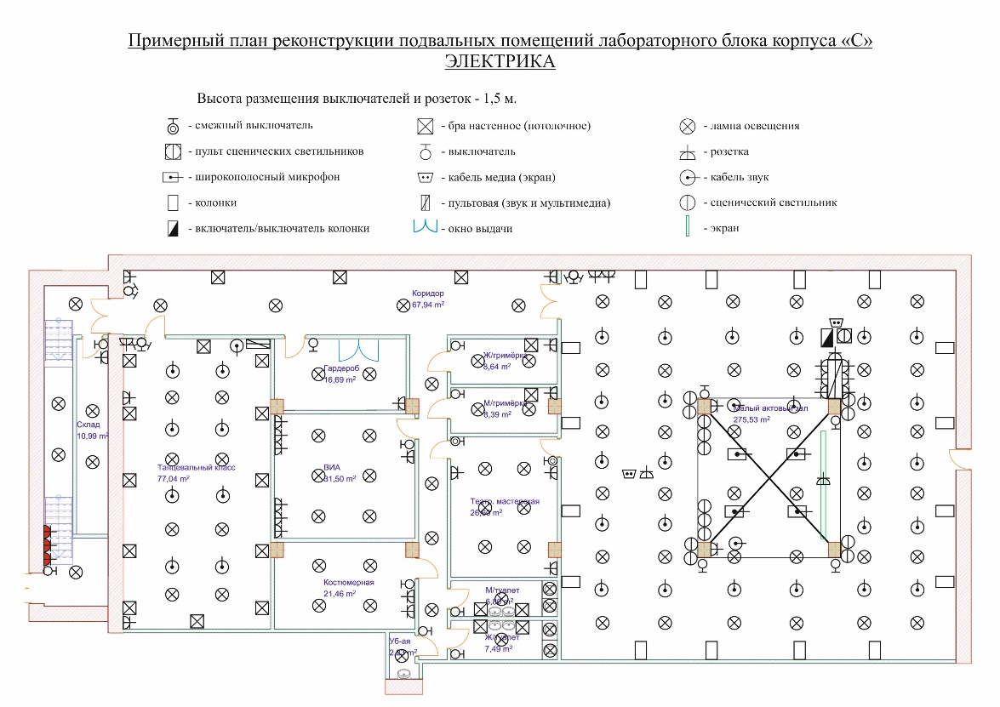 Примерный план реконструкции подвальных помещений лабораторного блока корпуса «С»
ЭЛЕКТРИКА
Высота размещения выключателей и розеток - 1,5 м.
- смежный выключатель
- бра настенное (потолочное)
- лампа освещения
- пульт сценических светильников
- выключатель
- розетка
- широкополосный микрофон
- кабель медиа (экран)
- кабель звук
- колонки
- пультовая (звук и мультимедиа)
- сценический светильник
- включатель/выключатель колонки
- окно выдачи
- экран
Коридор
67,94 m²
Ж/гримёрка
8,64 m²
Гардероб
16,69 m²
М/гримёрка
8,39 m²
Малый актовый зал
275,53 m²
Склад
10,99 m²
Танцевальный класс
77,04 m²
ВИА
31,50 m²
Театр. мастерская
Костюмерная
21,46 m²
М/туалет
Ж/туалет
7,49 m²
Уб-ая